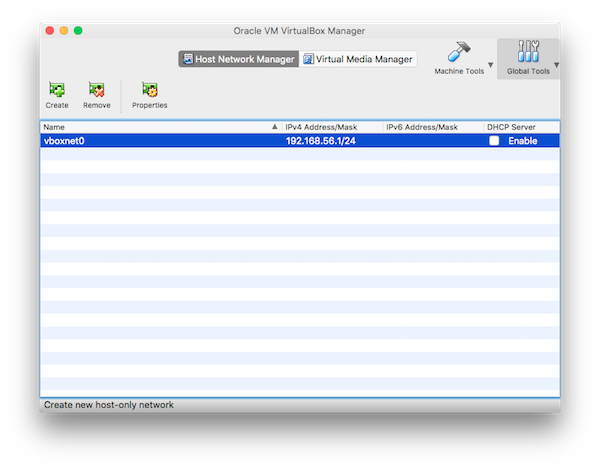 Oracle VM VirtualBox Manager
Host Network Manager Virtual Media Manager
Machine Tools Global Tools
Create Remove Properties
Name IPv4 Address/Mask IPv6 Address/Mask DHCP Server
vboxnet0 192.168.56.1/24 Enable
Create new host-only network